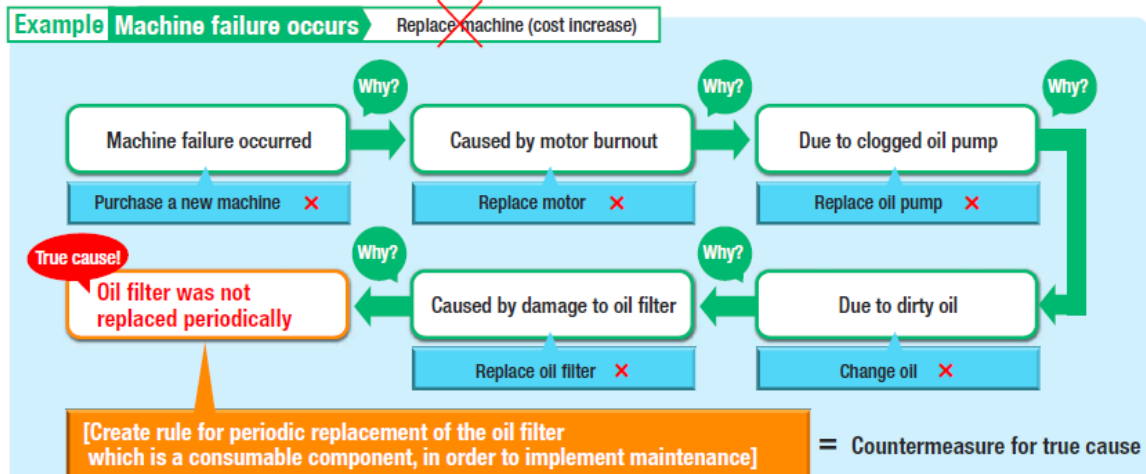 Example Machine failure occurs Replace machine (cost increase)
Why?
Why?
Why?
Machine failure occurred
Caused by motor burnout
Due to clogged oil pump
Purchase a new machine ×
Replace motor ×
Replace oil pump ×
True cause!
Why?
Why?
Oil filter was not
replaced periodically
Caused by damage to oil filter
Due to dirty oil
Replace oil filter ×
Change oil ×
[Create rule for periodic replacement of the oil filter
which is a consumable component, in order to implement maintenance]
= Countermeasure for true cause